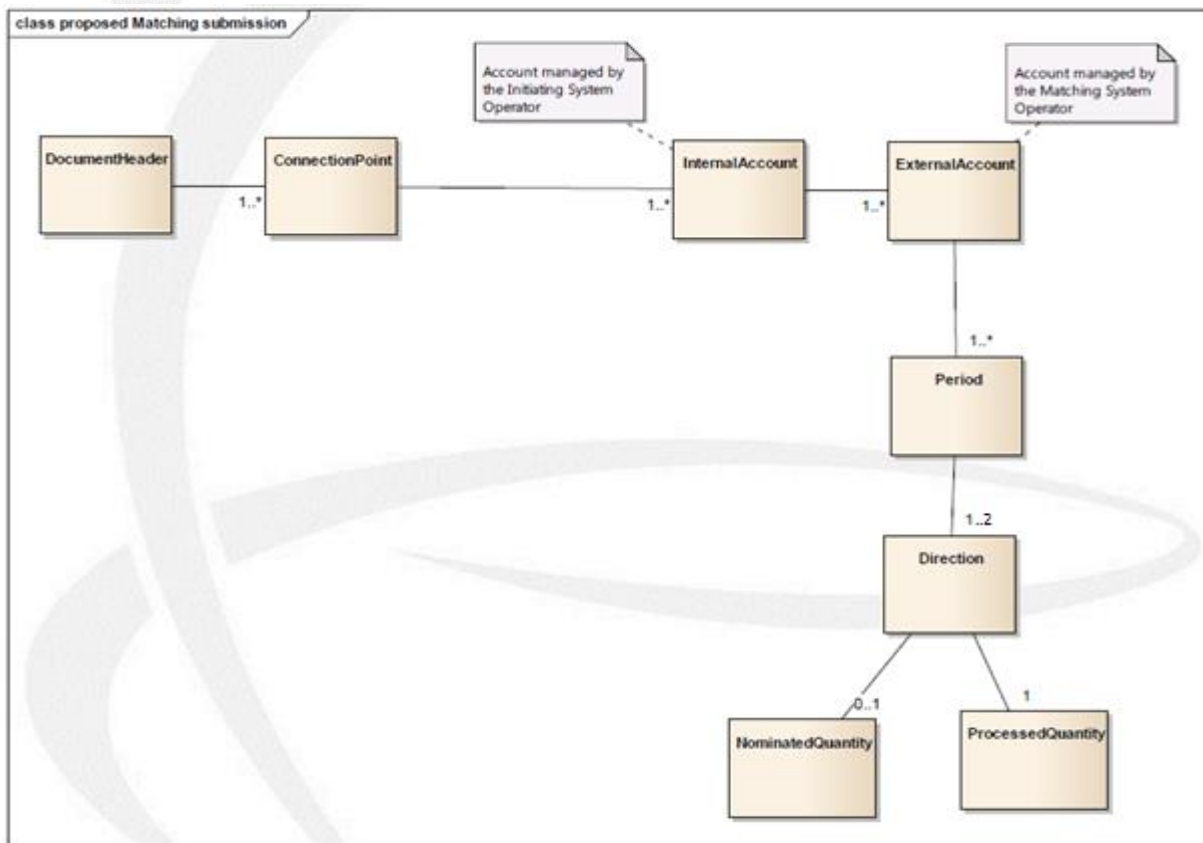 class proposed Matching submission
Account managed by
the Initiating System
Operator
Account managed by
the Matching System
Operator
DocumentHeader
ConnectionPoint
InternalAccount
ExternalAccount
1..*
1..*
1..*
1..*
Period
1..2
Direction
0..1
1
NominatedQuantity
ProcessedQuantity